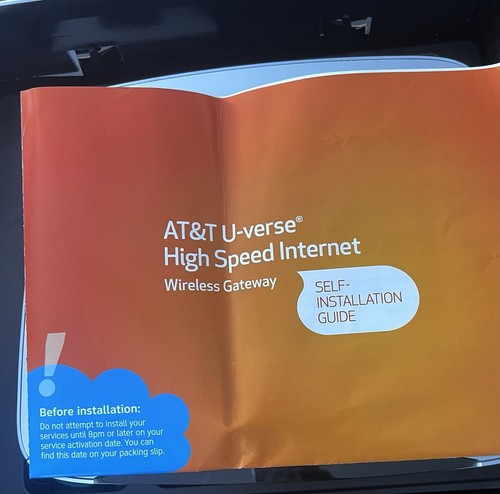 AT&T U-verse®
High Speed Internet
Wireless Gateway
SELF-
INSTALLATION
GUIDE
!
Before installation:
Do not attempt to install your
services until 8pm or later on your
service activation date. You can
find this date on your packing slip.